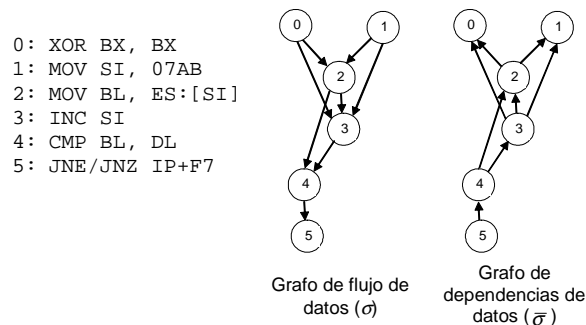 0: XOR BX, BX
1: MOV SI, 07AB
2: MOV BL, ES:[SI]
3: INC SI
4: CMP BL, DL
5: JNE/JNZ IP+F7
0
1
2
3
4
5
Grafo de flujo de
datos (σ)
0
1
2
3
4
5
Grafo de
dependencias de
datos (σ̅)